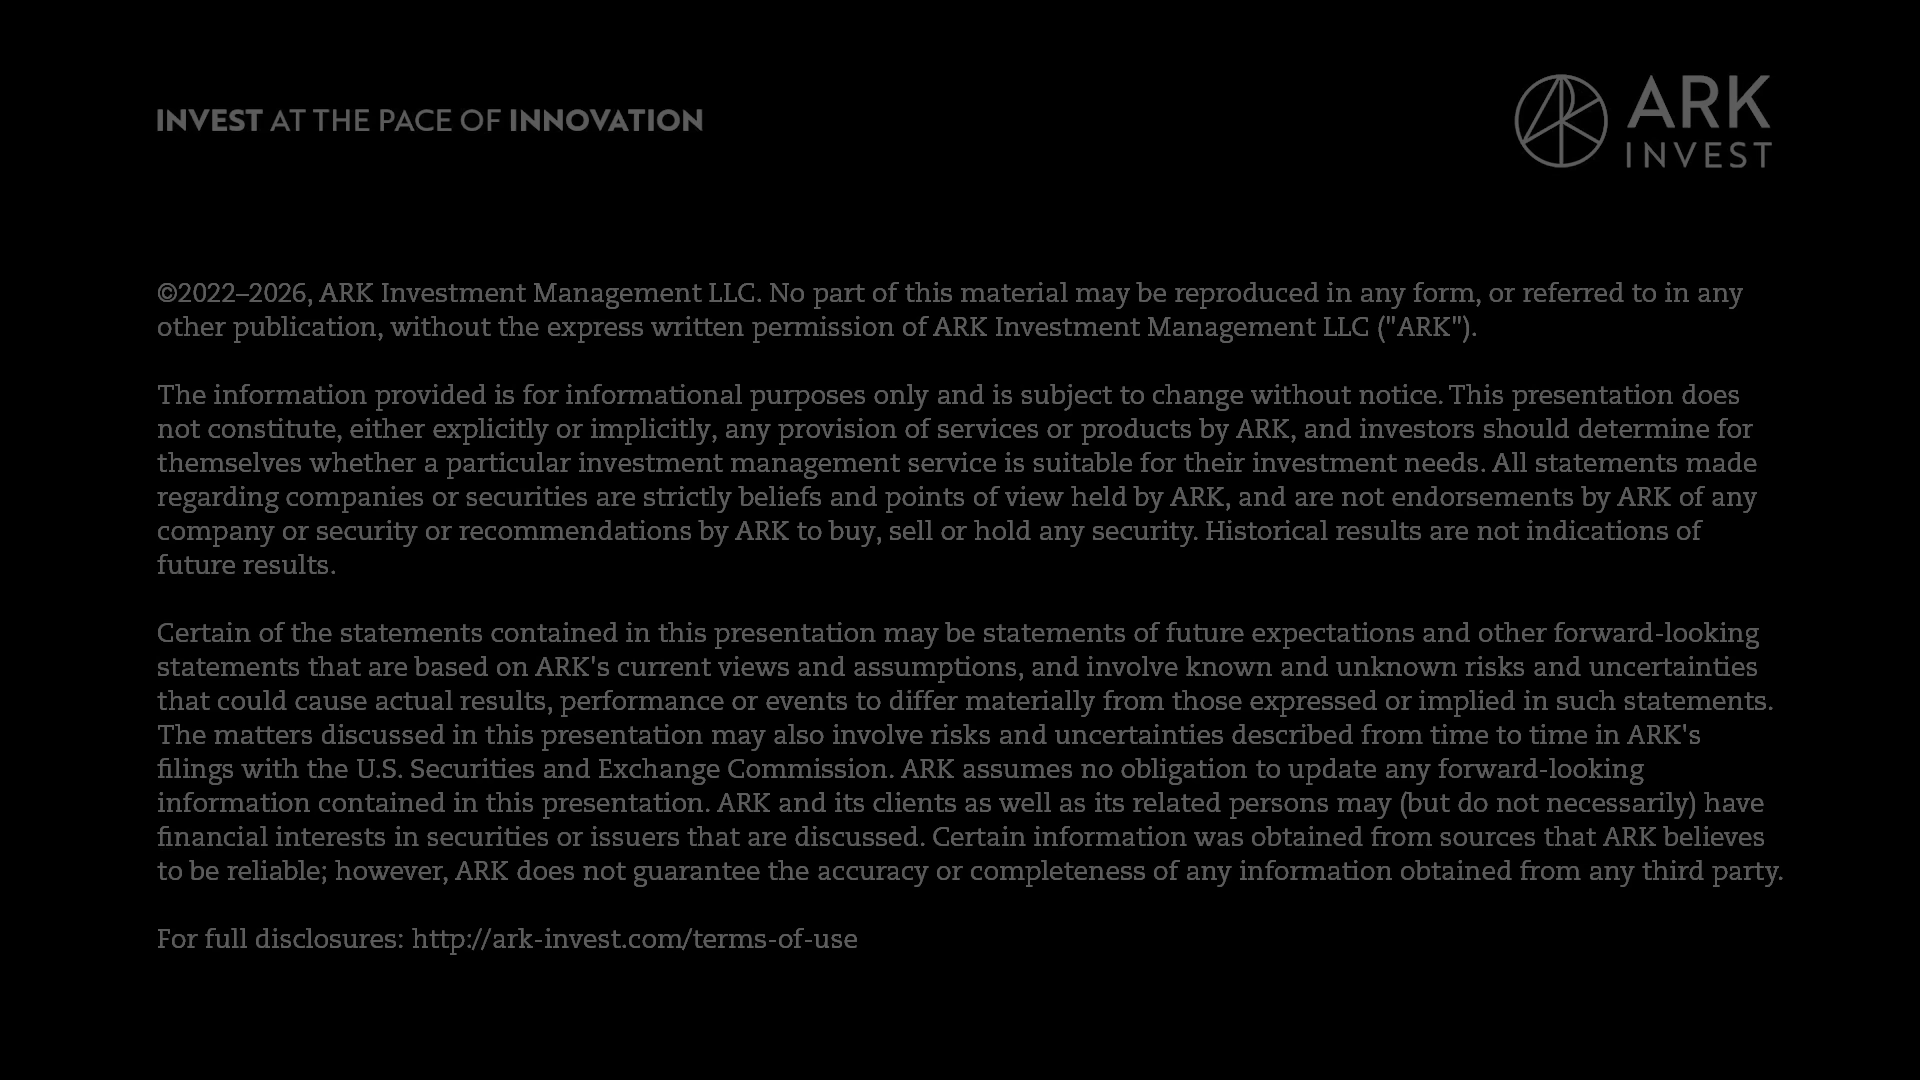 INVEST AT THE PACE OF INNOVATION
ARK
INVEST
©2022–2026, ARK Investment Management LLC. No part of this material may be reproduced in any form, or referred to in any
other publication, without the express written permission of ARK Investment Management LLC ("ARK").
The information provided is for informational purposes only and is subject to change without notice. This presentation does
not constitute, either explicitly or implicitly, any provision of services or products by ARK, and investors should determine for
themselves whether a particular investment management service is suitable for their investment needs. All statements made
regarding companies or securities are strictly beliefs and points of view held by ARK, and are not endorsements by ARK of any
company or security or recommendations by ARK to buy, sell or hold any security. Historical results are not indications of
future results.
Certain of the statements contained in this presentation may be statements of future expectations and other forward-looking
statements that are based on ARK's current views and assumptions, and involve known and unknown risks and uncertainties
that could cause actual results, performance or events to differ materially from those expressed or implied in such statements.
The matters discussed in this presentation may also involve risks and uncertainties described from time to time in ARK's
filings with the U.S. Securities and Exchange Commission. ARK assumes no obligation to update any forward-looking
information contained in this presentation. ARK and its clients as well as its related persons may (but do not necessarily) have
financial interests in securities or issuers that are discussed. Certain information was obtained from sources that ARK believes
to be reliable; however, ARK does not guarantee the accuracy or completeness of any information obtained from any third party.
For full disclosures: http://ark-invest.com/terms-of-use